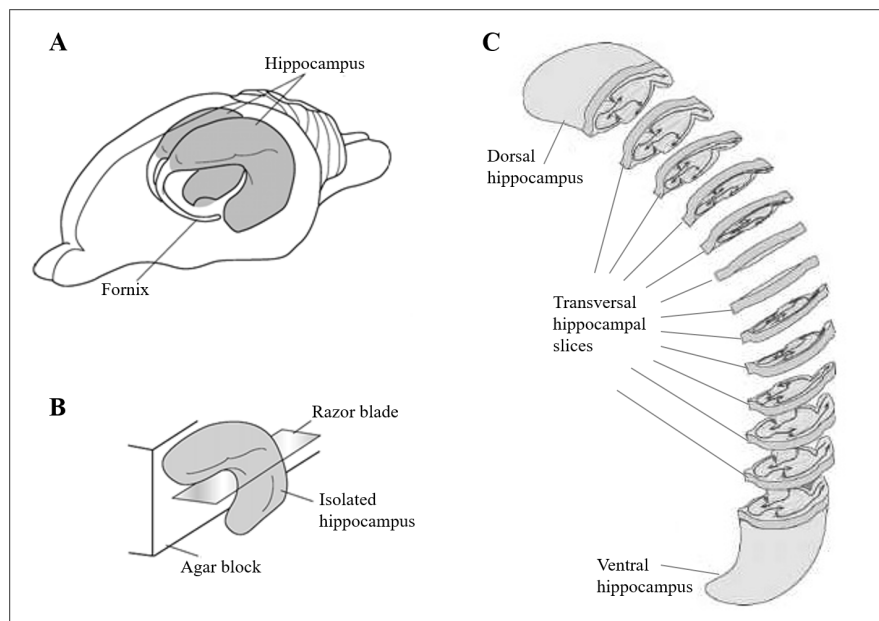 A
Hippocampus
Fornix
B
Razor blade
Isolated
hippocampus
Agar block
C
Dorsal
hippocampus
Transversal
hippocampal
slices
Ventral
hippocampus